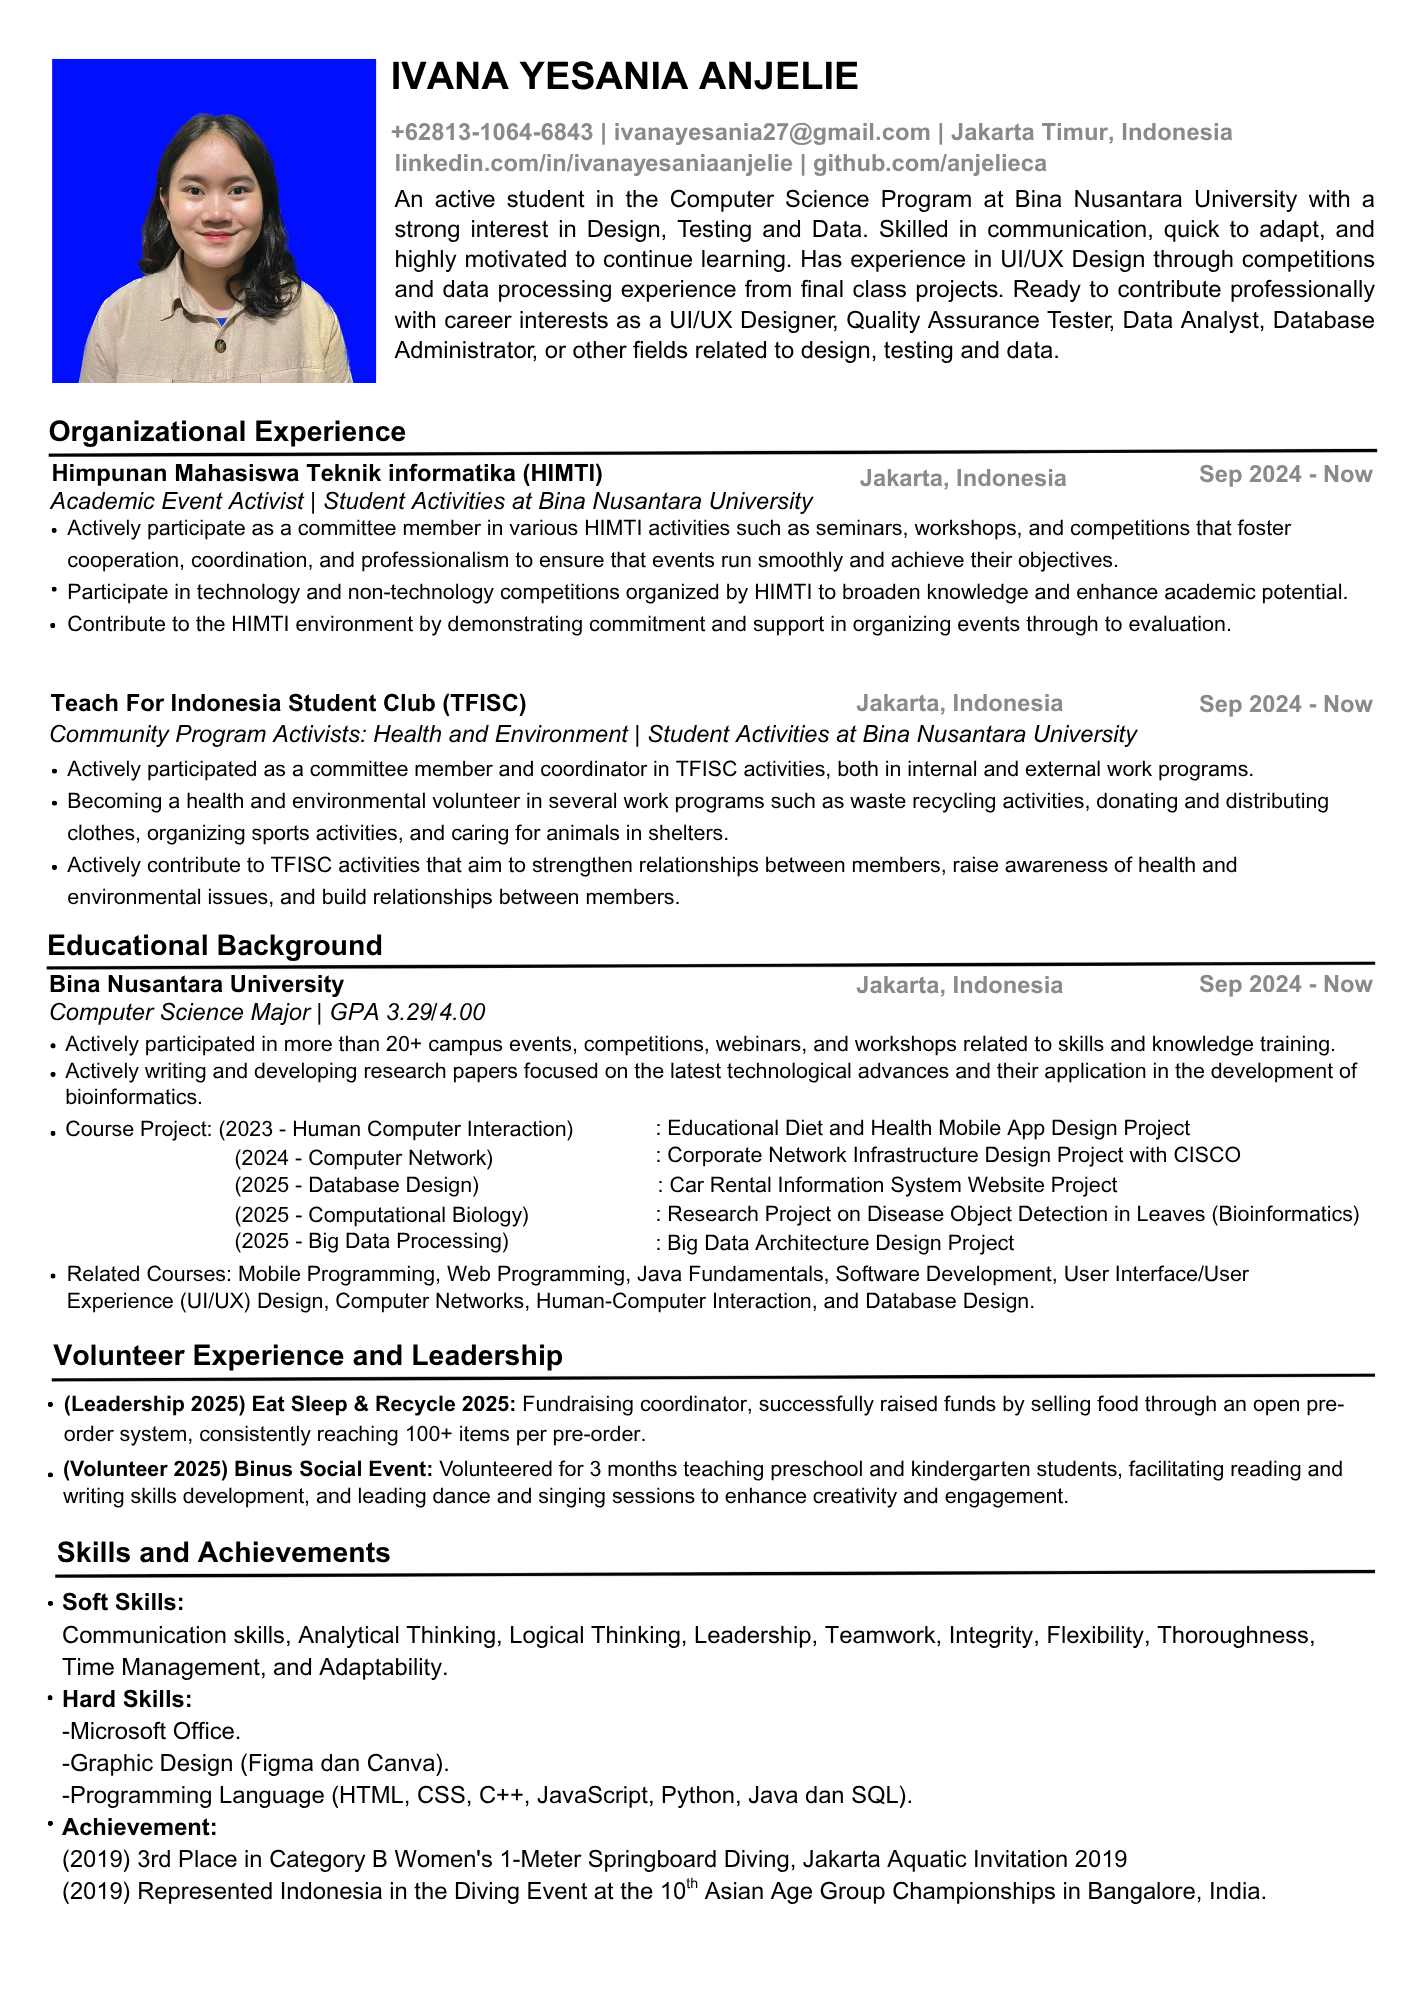 IVANA YESANIA ANJELIE
+62813-1064-6843 | ivanayesania27@gmail.com | Jakarta Timur, Indonesia
linkedin.com/in/ivanayesaniaanjelie | github.com/anjelieca
An active student in the Computer Science Program at Bina Nusantara University with a
strong interest in Design, Testing and Data. Skilled in communication, quick to adapt, and
highly motivated to continue learning. Has experience in UI/UX Design through competitions
and data processing experience from final class projects. Ready to contribute professionally
with career interests as a UI/UX Designer, Quality Assurance Tester, Data Analyst, Database
Administrator, or other fields related to design, testing and data.
Organizational Experience
Himpunan Mahasiswa Teknik informatika (HIMTI) Jakarta, Indonesia Sep 2024 - Now
Academic Event Activist | Student Activities at Bina Nusantara University
• Actively participate as a committee member in various HIMTI activities such as seminars, workshops, and competitions that foster
cooperation, coordination, and professionalism to ensure that events run smoothly and achieve their objectives.
• Participate in technology and non-technology competitions organized by HIMTI to broaden knowledge and enhance academic potential.
• Contribute to the HIMTI environment by demonstrating commitment and support in organizing events through to evaluation.
Teach For Indonesia Student Club (TFISC) Jakarta, Indonesia Sep 2024 - Now
Community Program Activists: Health and Environment | Student Activities at Bina Nusantara University
• Actively participated as a committee member and coordinator in TFISC activities, both in internal and external work programs.
• Becoming a health and environmental volunteer in several work programs such as waste recycling activities, donating and distributing
clothes, organizing sports activities, and caring for animals in shelters.
• Actively contribute to TFISC activities that aim to strengthen relationships between members, raise awareness of health and
environmental issues, and build relationships between members.
Educational Background
Bina Nusantara University Jakarta, Indonesia Sep 2024 - Now
Computer Science Major | GPA 3.29/4.00
• Actively participated in more than 20+ campus events, competitions, webinars, and workshops related to skills and knowledge training.
• Actively writing and developing research papers focused on the latest technological advances and their application in the development of
bioinformatics.
• Course Project: (2023 - Human Computer Interaction) : Educational Diet and Health Mobile App Design Project
(2024 - Computer Network) : Corporate Network Infrastructure Design Project with CISCO
(2025 - Database Design) : Car Rental Information System Website Project
(2025 - Computational Biology) : Research Project on Disease Object Detection in Leaves (Bioinformatics)
(2025 - Big Data Processing) : Big Data Architecture Design Project
• Related Courses: Mobile Programming, Web Programming, Java Fundamentals, Software Development, User Interface/User
Experience (UI/UX) Design, Computer Networks, Human-Computer Interaction, and Database Design.
Volunteer Experience and Leadership
• (Leadership 2025) Eat Sleep & Recycle 2025: Fundraising coordinator, successfully raised funds by selling food through an open pre-
order system, consistently reaching 100+ items per pre-order.
• (Volunteer 2025) Binus Social Event: Volunteered for 3 months teaching preschool and kindergarten students, facilitating reading and
writing skills development, and leading dance and singing sessions to enhance creativity and engagement.
Skills and Achievements
• Soft Skills:
Communication skills, Analytical Thinking, Logical Thinking, Leadership, Teamwork, Integrity, Flexibility, Thoroughness,
Time Management, and Adaptability.
• Hard Skills:
-Microsoft Office.
-Graphic Design (Figma dan Canva).
-Programming Language (HTML, CSS, C++, JavaScript, Python, Java dan SQL).
• Achievement:
(2019) 3rd Place in Category B Women's 1-Meter Springboard Diving, Jakarta Aquatic Invitation 2019
(2019) Represented Indonesia in the Diving Event at the 10th Asian Age Group Championships in Bangalore, India.